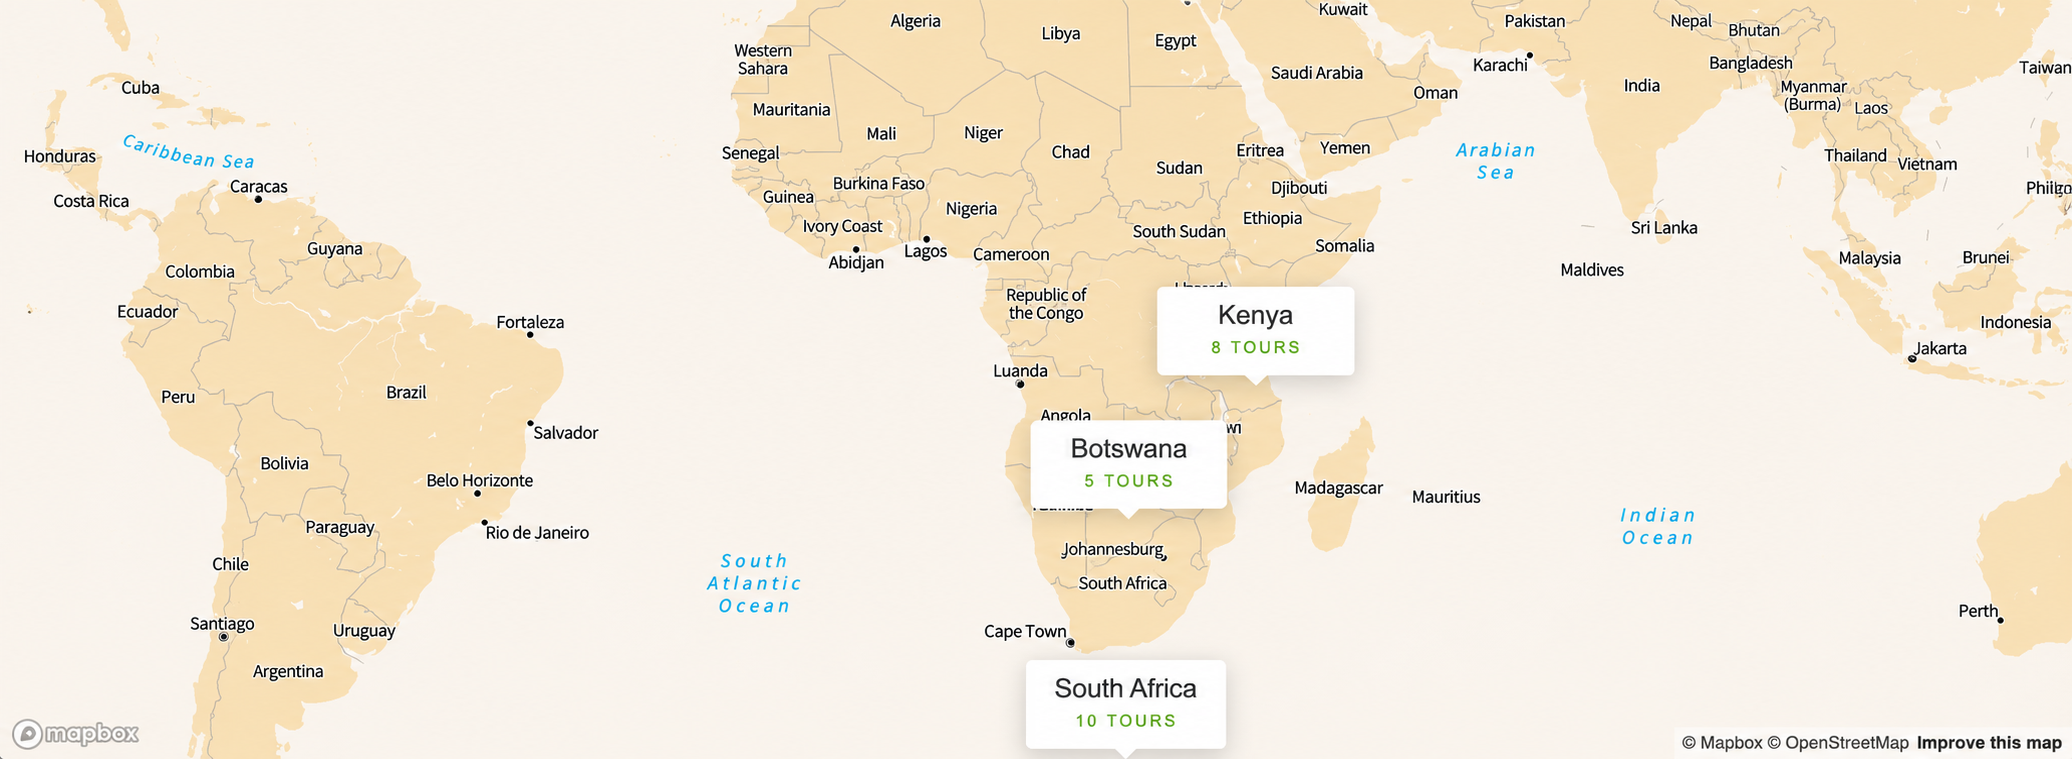 Algeria
Libya
Egypt
Kuwait
Pakistan
Nepal
Bhutan
Western
Sahara
Saudi Arabia
Karachi
Bangladesh
Taiwan
Cuba
Mauritania
Oman
India
Myanmar
(Burma)
Laos
Mali
Niger
Chad
Caribbean Sea
Honduras
Senegal
Sudan
Eritrea
Yemen
Arabian
Sea
Thailand
Vietnam
Caracas
Costa Rica
Burkina Faso
Guinea
Nigeria
Djibouti
Ethiopia
Ivory Coast
South Sudan
Somalia
Sri Lanka
Guyana
Abidjan
Lagos
Cameroon
Malaysia
Brunei
Colombia
Maldives
Ecuador
Republic of
the Congo
Kenya
8 TOURS
Fortaleza
Indonesia
Jakarta
Luanda
Peru
Brazil
Angola
Salvador
Botswana
5 TOURS
Bolivia
Belo Horizonte
Madagascar
Mauritius
Indian
Ocean
Paraguay
Rio de Janeiro
Johannesburg
Chile
South
Atlantic
Ocean
South Africa
Santiago
Uruguay
Cape Town
Perth
Argentina
South Africa
10 TOURS
mapbox
© Mapbox © OpenStreetMap Improve this map